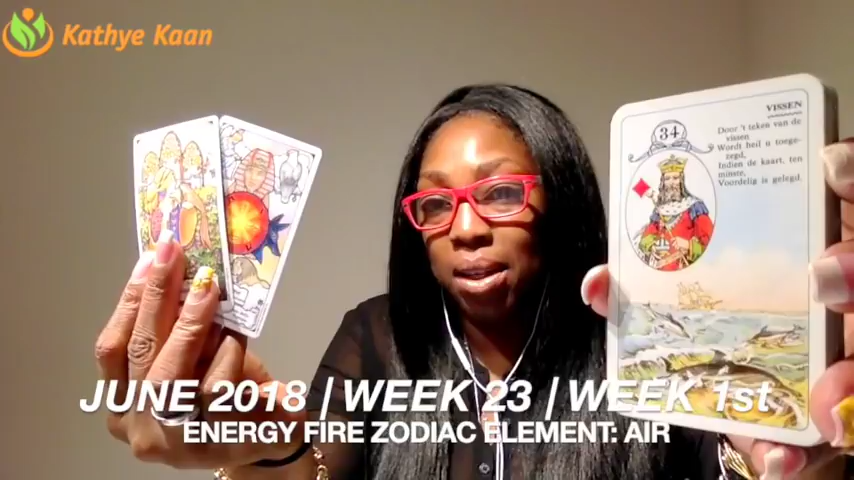 Kathye Kaan
VISSEN
34
Door 't teken van de
vissen
Wordt heil u toege-
zegd,
Indien de kaart, ten
minste,
Voordelig is gelegd.
JUNE 2018 | WEEK 23 | WEEK 1st
ENERGY FIRE ZODIAC ELEMENT: AIR